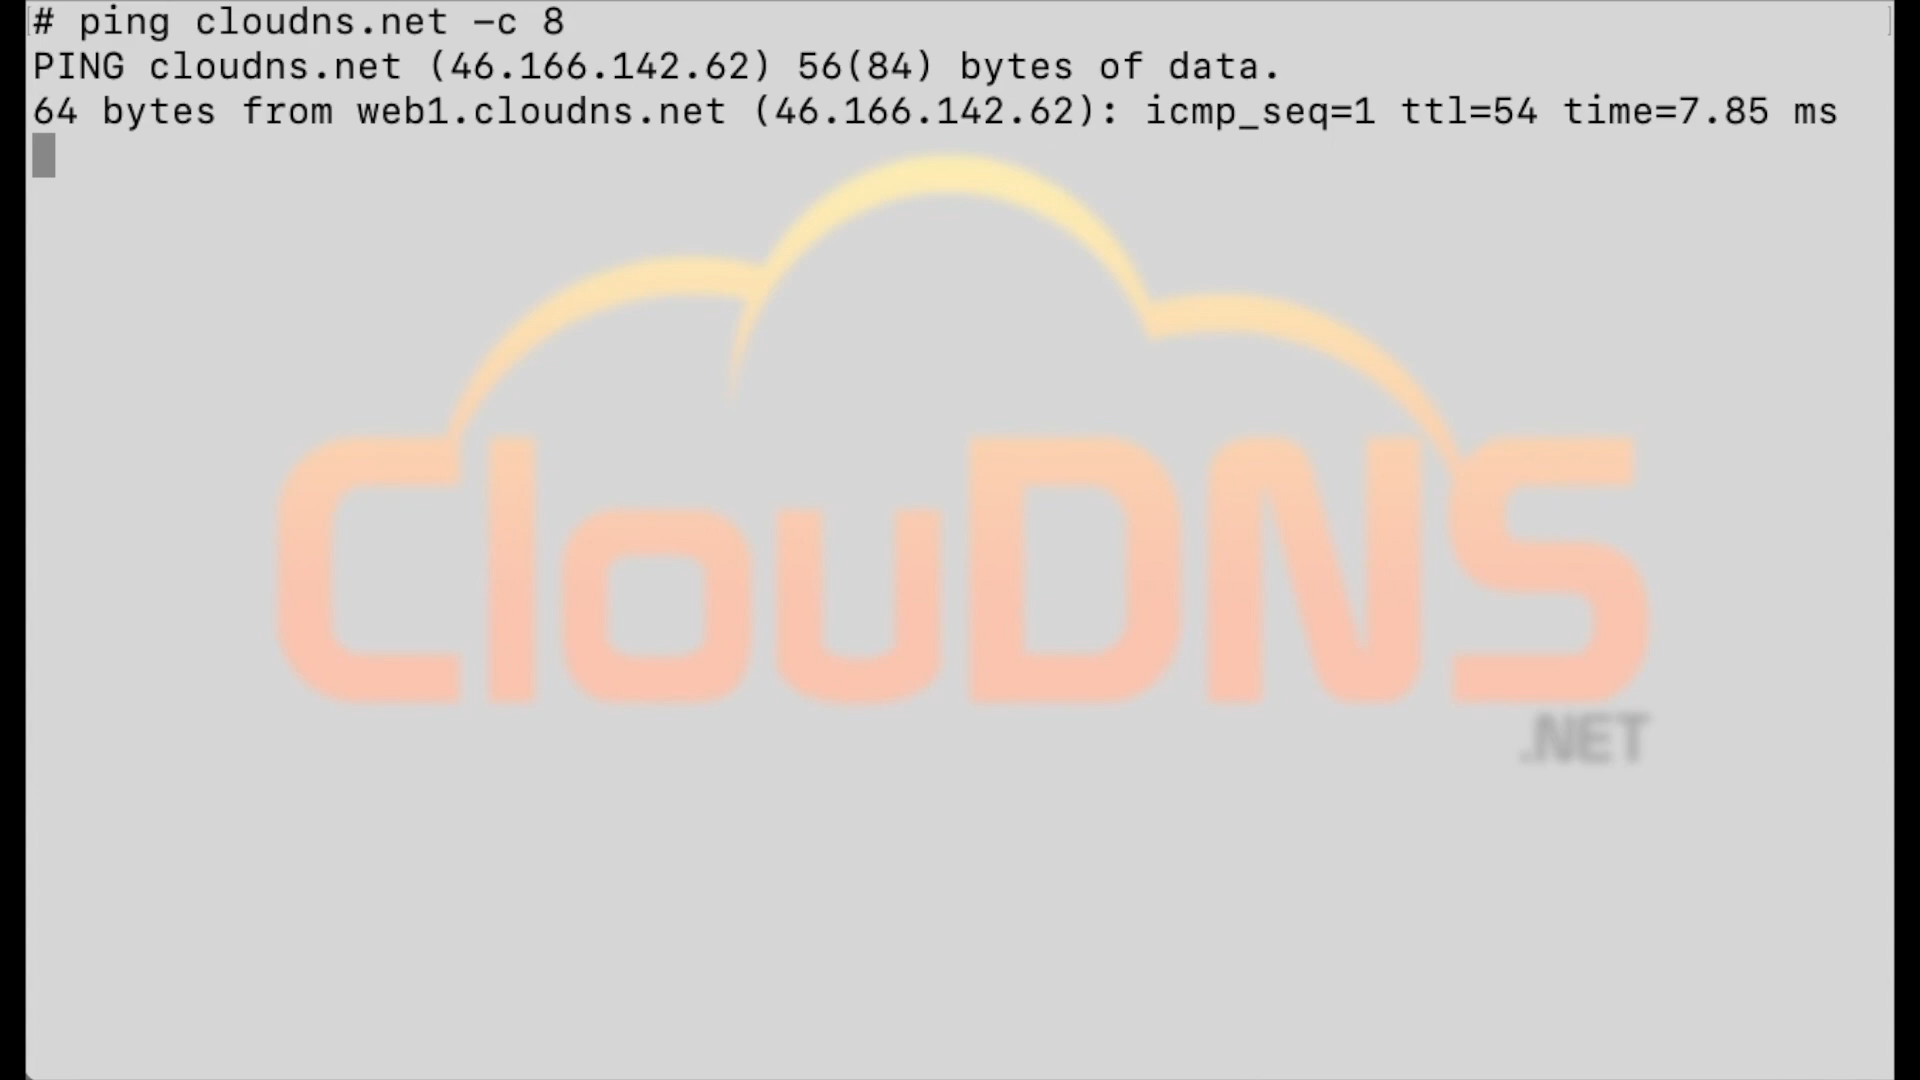 # ping cloudns.net -c 8
PING cloudns.net (46.166.142.62) 56(84) bytes of data.
64 bytes from web1.cloudns.net (46.166.142.62): icmp_seq=1 ttl=54 time=7.85 ms
ClouDNS
.NET